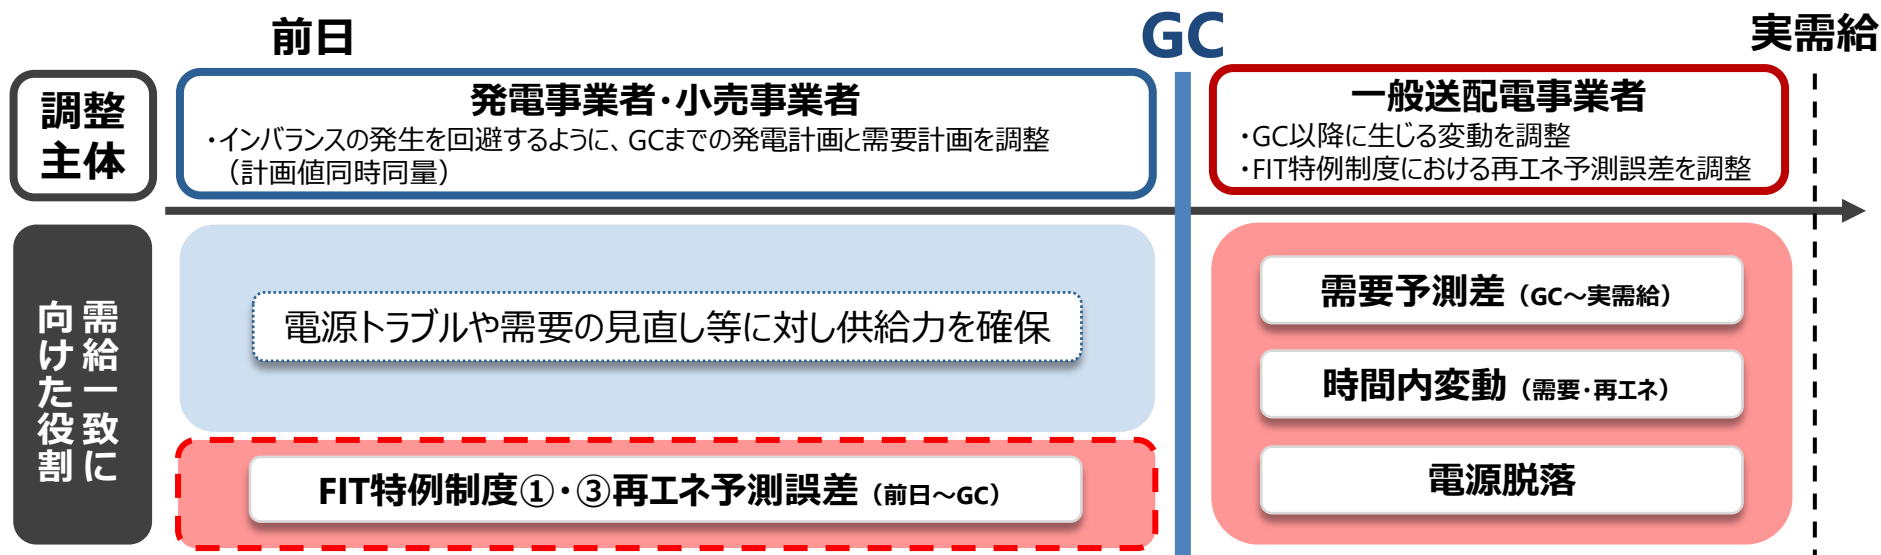 前日
GC
実需給
調整
主体
発電事業者・小売事業者
・インバランスの発生を回避するように、GCまでの発電計画と需要計画を調整
（計画値同時同量）
一般送配電事業者
・GC以降に生じる変動を調整
・FIT特例制度における再エネ予測誤差を調整
需給一致に
向けた役割
電源トラブルや需要の見直し等に対し供給力を確保
FIT特例制度①・③再エネ予測誤差（前日～GC）
需要予測差（GC～実需給）
時間内変動（需要・再エネ）
電源脱落